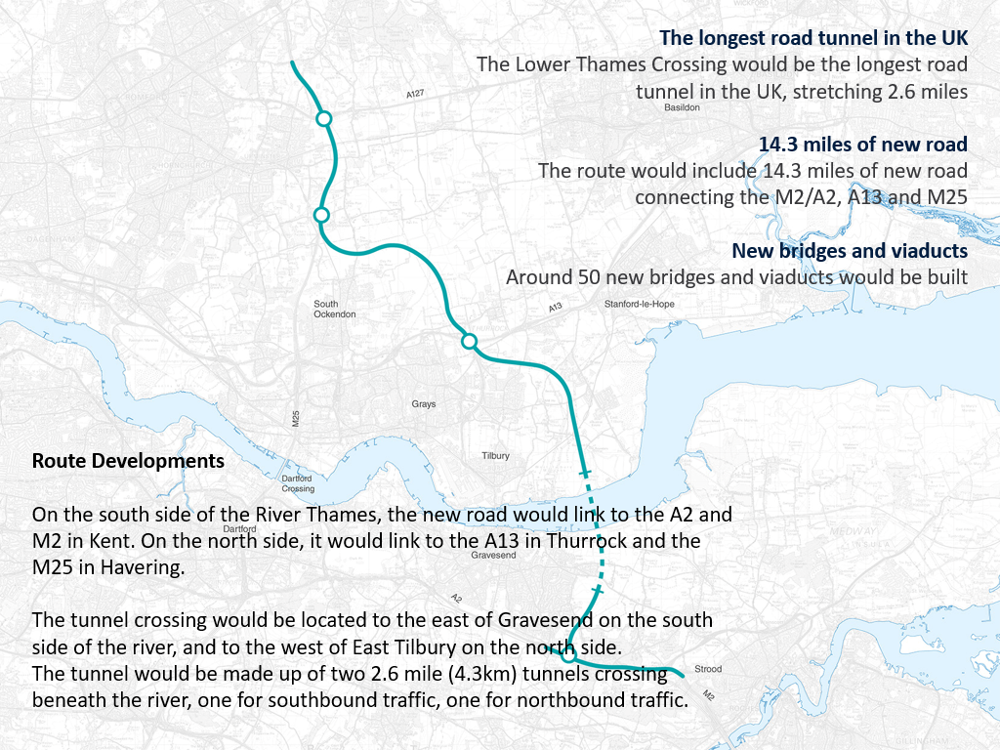 The longest road tunnel in the UK
The Lower Thames Crossing would be the longest road
tunnel in the UK, stretching 2.6 miles
14.3 miles of new road
The route would include 14.3 miles of new road
connecting the M2/A2, A13 and M25
New bridges and viaducts
Around 50 new bridges and viaducts would be built
A127
Basildon
DAGENHAM
South
Ockendon
A13
Stanford-le-Hope
Grays
M25
Tilbury
Dartford
Crossing
Route Developments
On the south side of the River Thames, the new road would link to the A2 and
M2 in Kent. On the north side, it would link to the A13 in Thurrock and the
M25 in Havering.
Dartford
Gravesend
MEDWAY
A2
The tunnel crossing would be located to the east of Gravesend on the south
side of the river, and to the west of East Tilbury on the north side.
The tunnel would be made up of two 2.6 mile (4.3km) tunnels crossing
beneath the river, one for southbound traffic, one for northbound traffic.
Strood
M2
GILLINGHAM